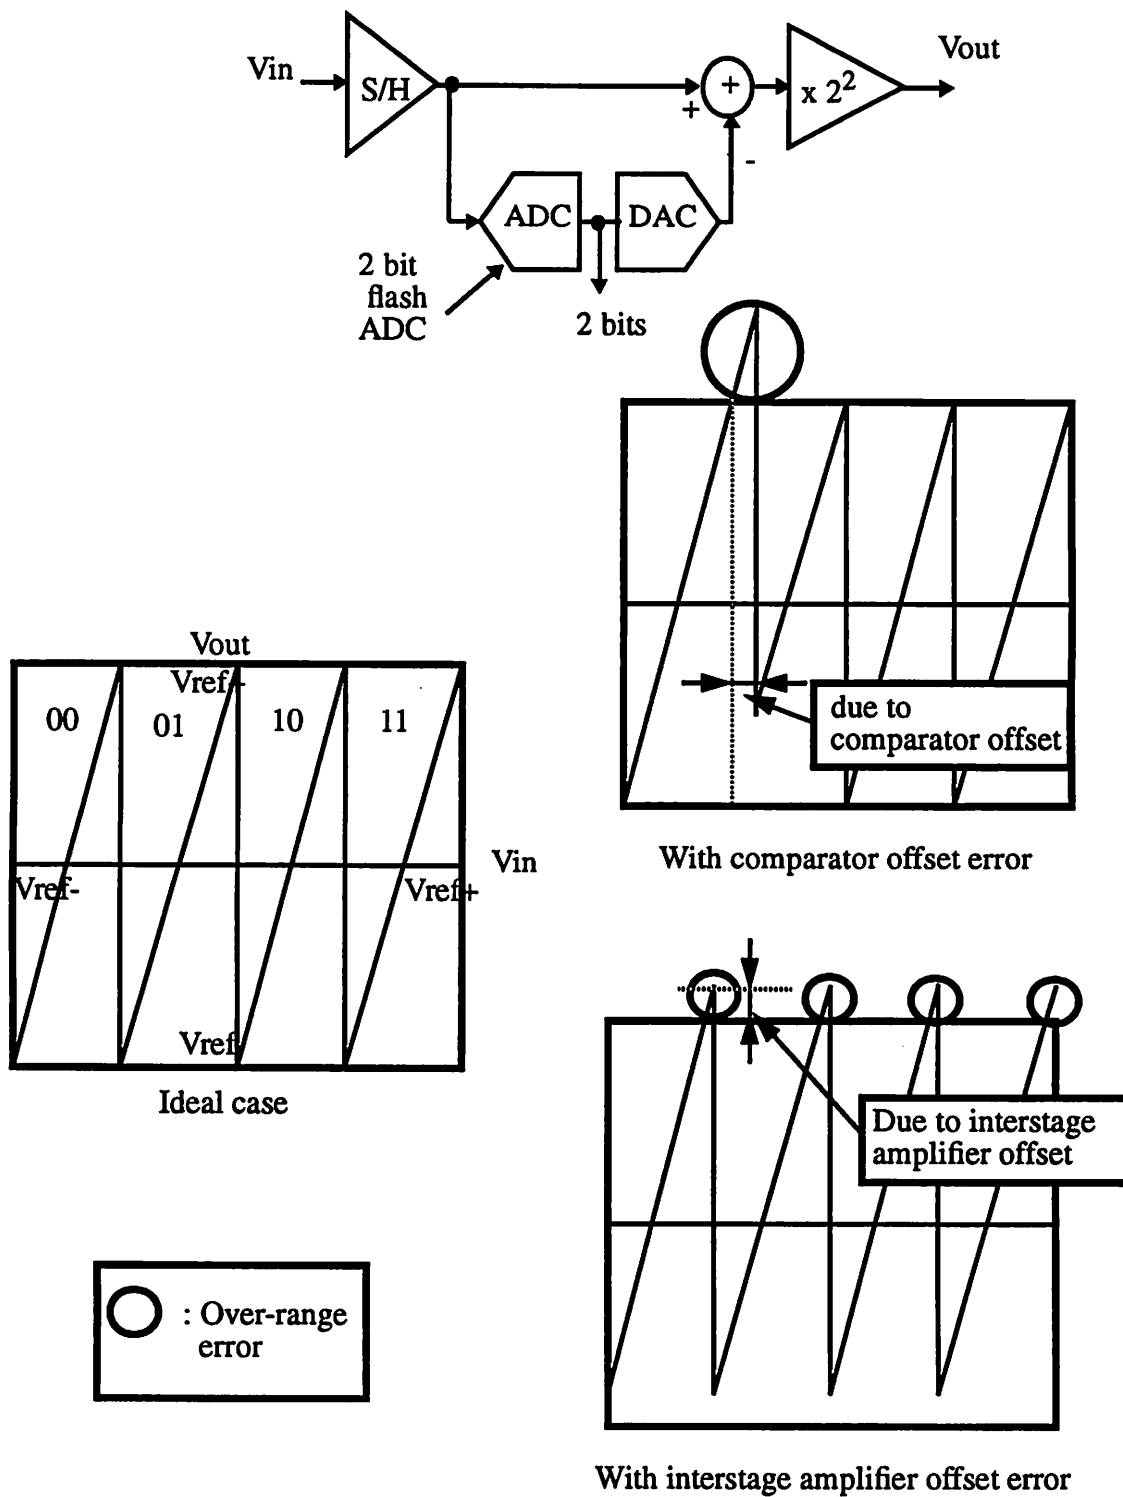 Vin
S/H
+
+
x 2²
Vout
-
ADC
DAC
2 bit
flash
ADC
2 bits
due to
comparator offset
With comparator offset error
Vout
Vref+
00
01
10
11
Vin
Vref-
Vref+
Vref
Ideal case
Due to interstage
amplifier offset
: Over-range
error
With interstage amplifier offset error